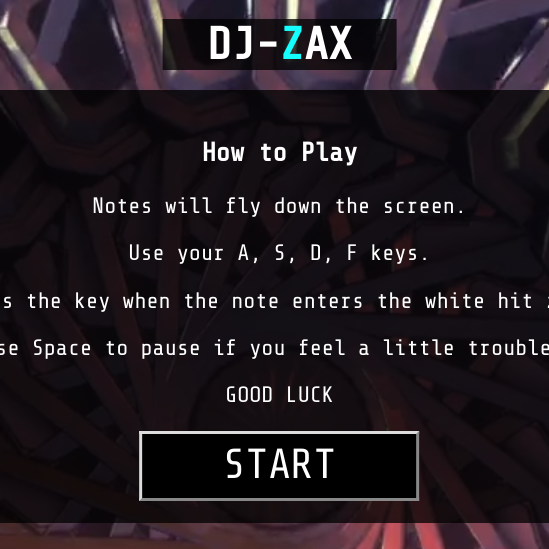 DJ-ZAX
How to Play
Notes will fly down the screen.
Use your A, S, D, F keys.
s the key when the note enters the white hit
se Space to pause if you feel a little trouble
GOOD LUCK
START